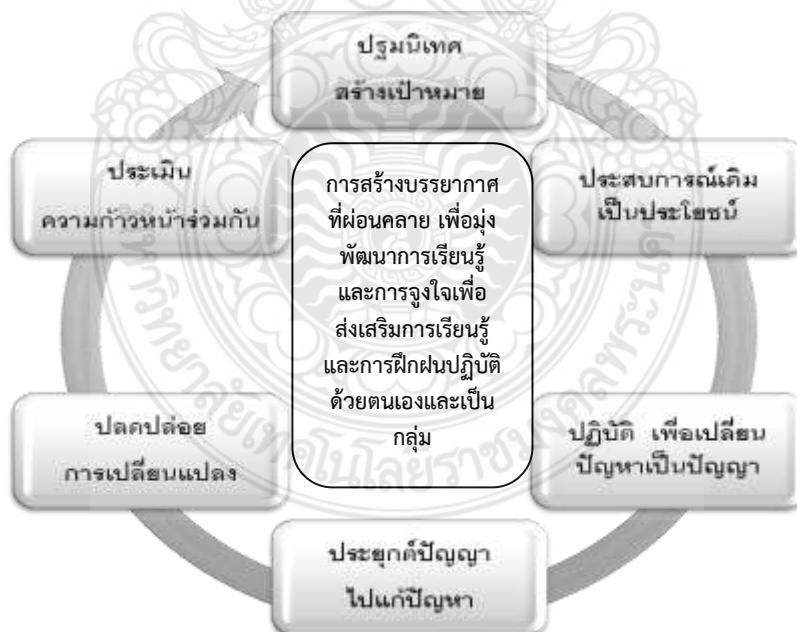 ปฐมนิเทศ
สร้างเป้าหมาย
ประสบการณ์เดิม
เป็นประโยชน์
ปฏิบัติ เพื่อเปลี่ยน
ปัญหาเป็นปัญญา
ประยุกต์ปัญญา
ไปแก้ปัญหา
ปลดปล่อย
การเปลี่ยนแปลง
ประเมิน
ความก้าวหน้าร่วมกัน
การสร้างบรรยากาศ
ที่ผ่อนคลาย เพื่อมุ่ง
พัฒนาการเรียนรู้
และการจูงใจเพื่อ
ส่งเสริมการเรียนรู้
และการฝึกฝนปฏิบัติ
ด้วยตนเองและเป็น
กลุ่ม